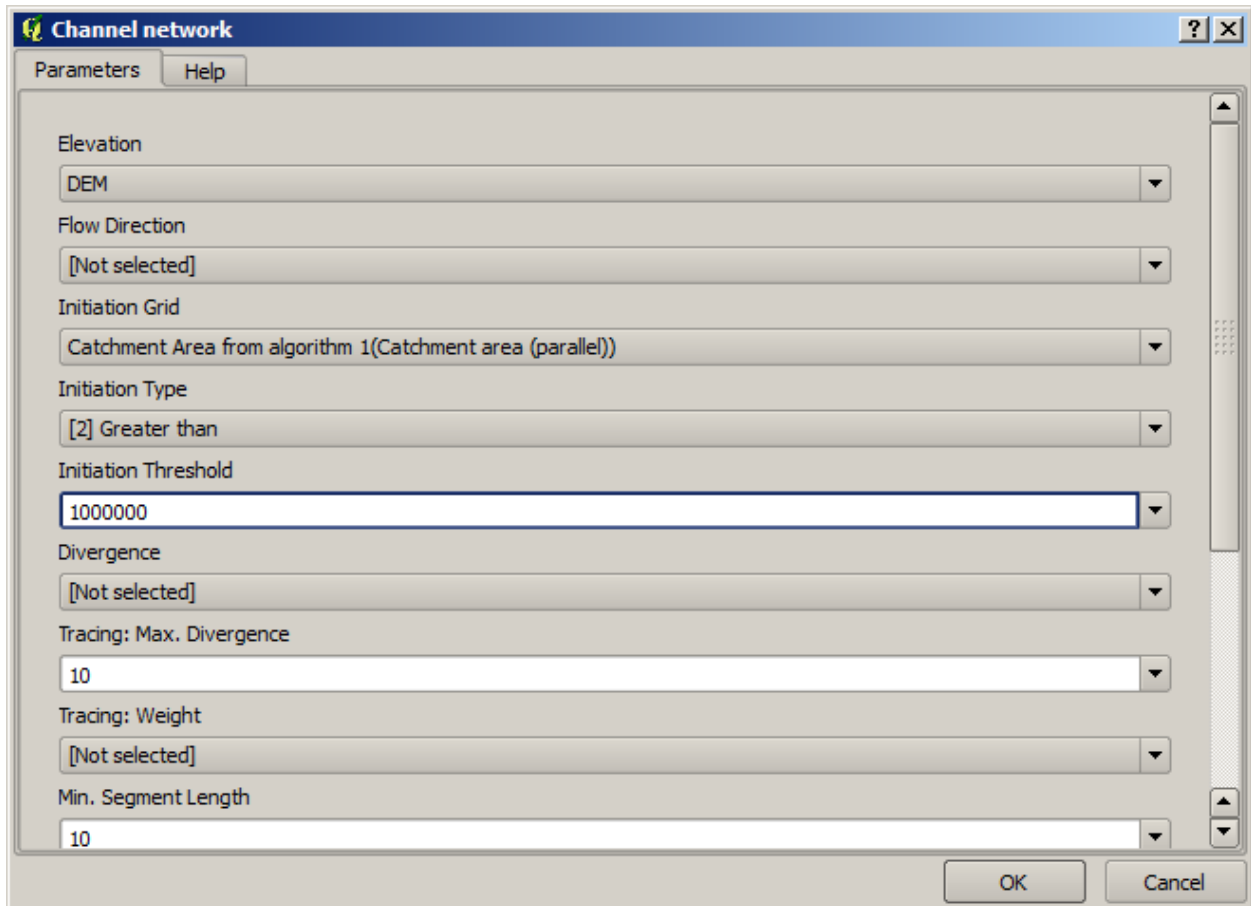 Channel network
Parameters
Help
Elevation
DEM
Flow Direction
[Not selected]
Initiation Grid
Catchment Area from algorithm 1(Catchment area (parallel))
Initiation Type
[2] Greater than
Initiation Threshold
1000000
Divergence
[Not selected]
Tracing: Max. Divergence
10
Tracing: Weight
[Not selected]
Min. Segment Length
10
OK
Cancel